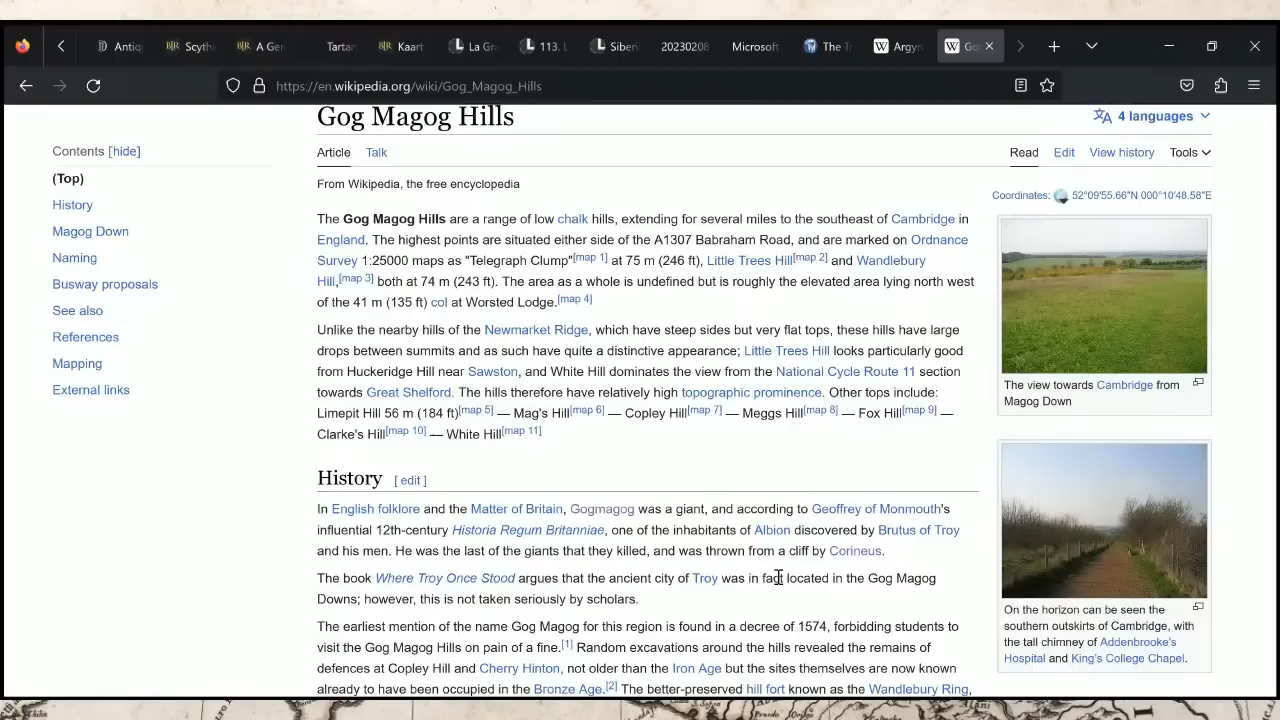 Antiq
Scyth
A Ger
Tartar
Kaart
La Gra
113. L
Siberi
20230208
Microsoft
The Tr
Argyn
Go
https://en.wikipedia.org/wiki/Gog_Magog_Hills
Gog Magog Hills
4 languages
Contents [hide]
(Top)
History
Magog Down
Naming
Busway proposals
See also
References
Mapping
External links
Article Talk
Read Edit View history Tools
From Wikipedia, the free encyclopedia
Coordinates: 52°09′55.66″N 000°10′48.58″E
The Gog Magog Hills are a range of low chalk hills, extending for several miles to the southeast of Cambridge in
England. The highest points are situated either side of the A1307 Babraham Road, and are marked on Ordnance
Survey 1:25000 maps as "Telegraph Clump"[map 1] at 75 m (246 ft), Little Trees Hill[map 2] and Wandlebury
Hill,[map 3] both at 74 m (243 ft). The area as a whole is undefined but is roughly the elevated area lying north west
of the 41 m (135 ft) col at Worsted Lodge.[map 4]
Unlike the nearby hills of the Newmarket Ridge, which have steep sides but very flat tops, these hills have large
drops between summits and as such have quite a distinctive appearance; Little Trees Hill looks particularly good
from Huckeridge Hill near Sawston, and White Hill dominates the view from the National Cycle Route 11 section
towards Great Shelford. The hills therefore have relatively high topographic prominence. Other tops include:
Limepit Hill 56 m (184 ft)[map 5] — Mag's Hill[map 6] — Copley Hill[map 7] — Meggs Hill[map 8] — Fox Hill[map 9] —
Clarke's Hill[map 10] — White Hill[map 11]
The view towards Cambridge from
Magog Down
History [ edit ]
In English folklore and the Matter of Britain, Gogmagog was a giant, and according to Geoffrey of Monmouth's
influential 12th-century Historia Regum Britanniae, one of the inhabitants of Albion discovered by Brutus of Troy
and his men. He was the last of the giants that they killed, and was thrown from a cliff by Corineus.
The book Where Troy Once Stood argues that the ancient city of Troy was in fact located in the Gog Magog
Downs; however, this is not taken seriously by scholars.
The earliest mention of the name Gog Magog for this region is found in a decree of 1574, forbidding students to
visit the Gog Magog Hills on pain of a fine.[1] Random excavations around the hills revealed the remains of
defences at Copley Hill and Cherry Hinton, not older than the Iron Age but the sites themselves are now known
already to have been occupied in the Bronze Age.[2] The better-preserved hill fort known as the Wandlebury Ring,
On the horizon can be seen the
southern outskirts of Cambridge, with
the tall chimney of Addenbrooke's
Hospital and King's College Chapel.